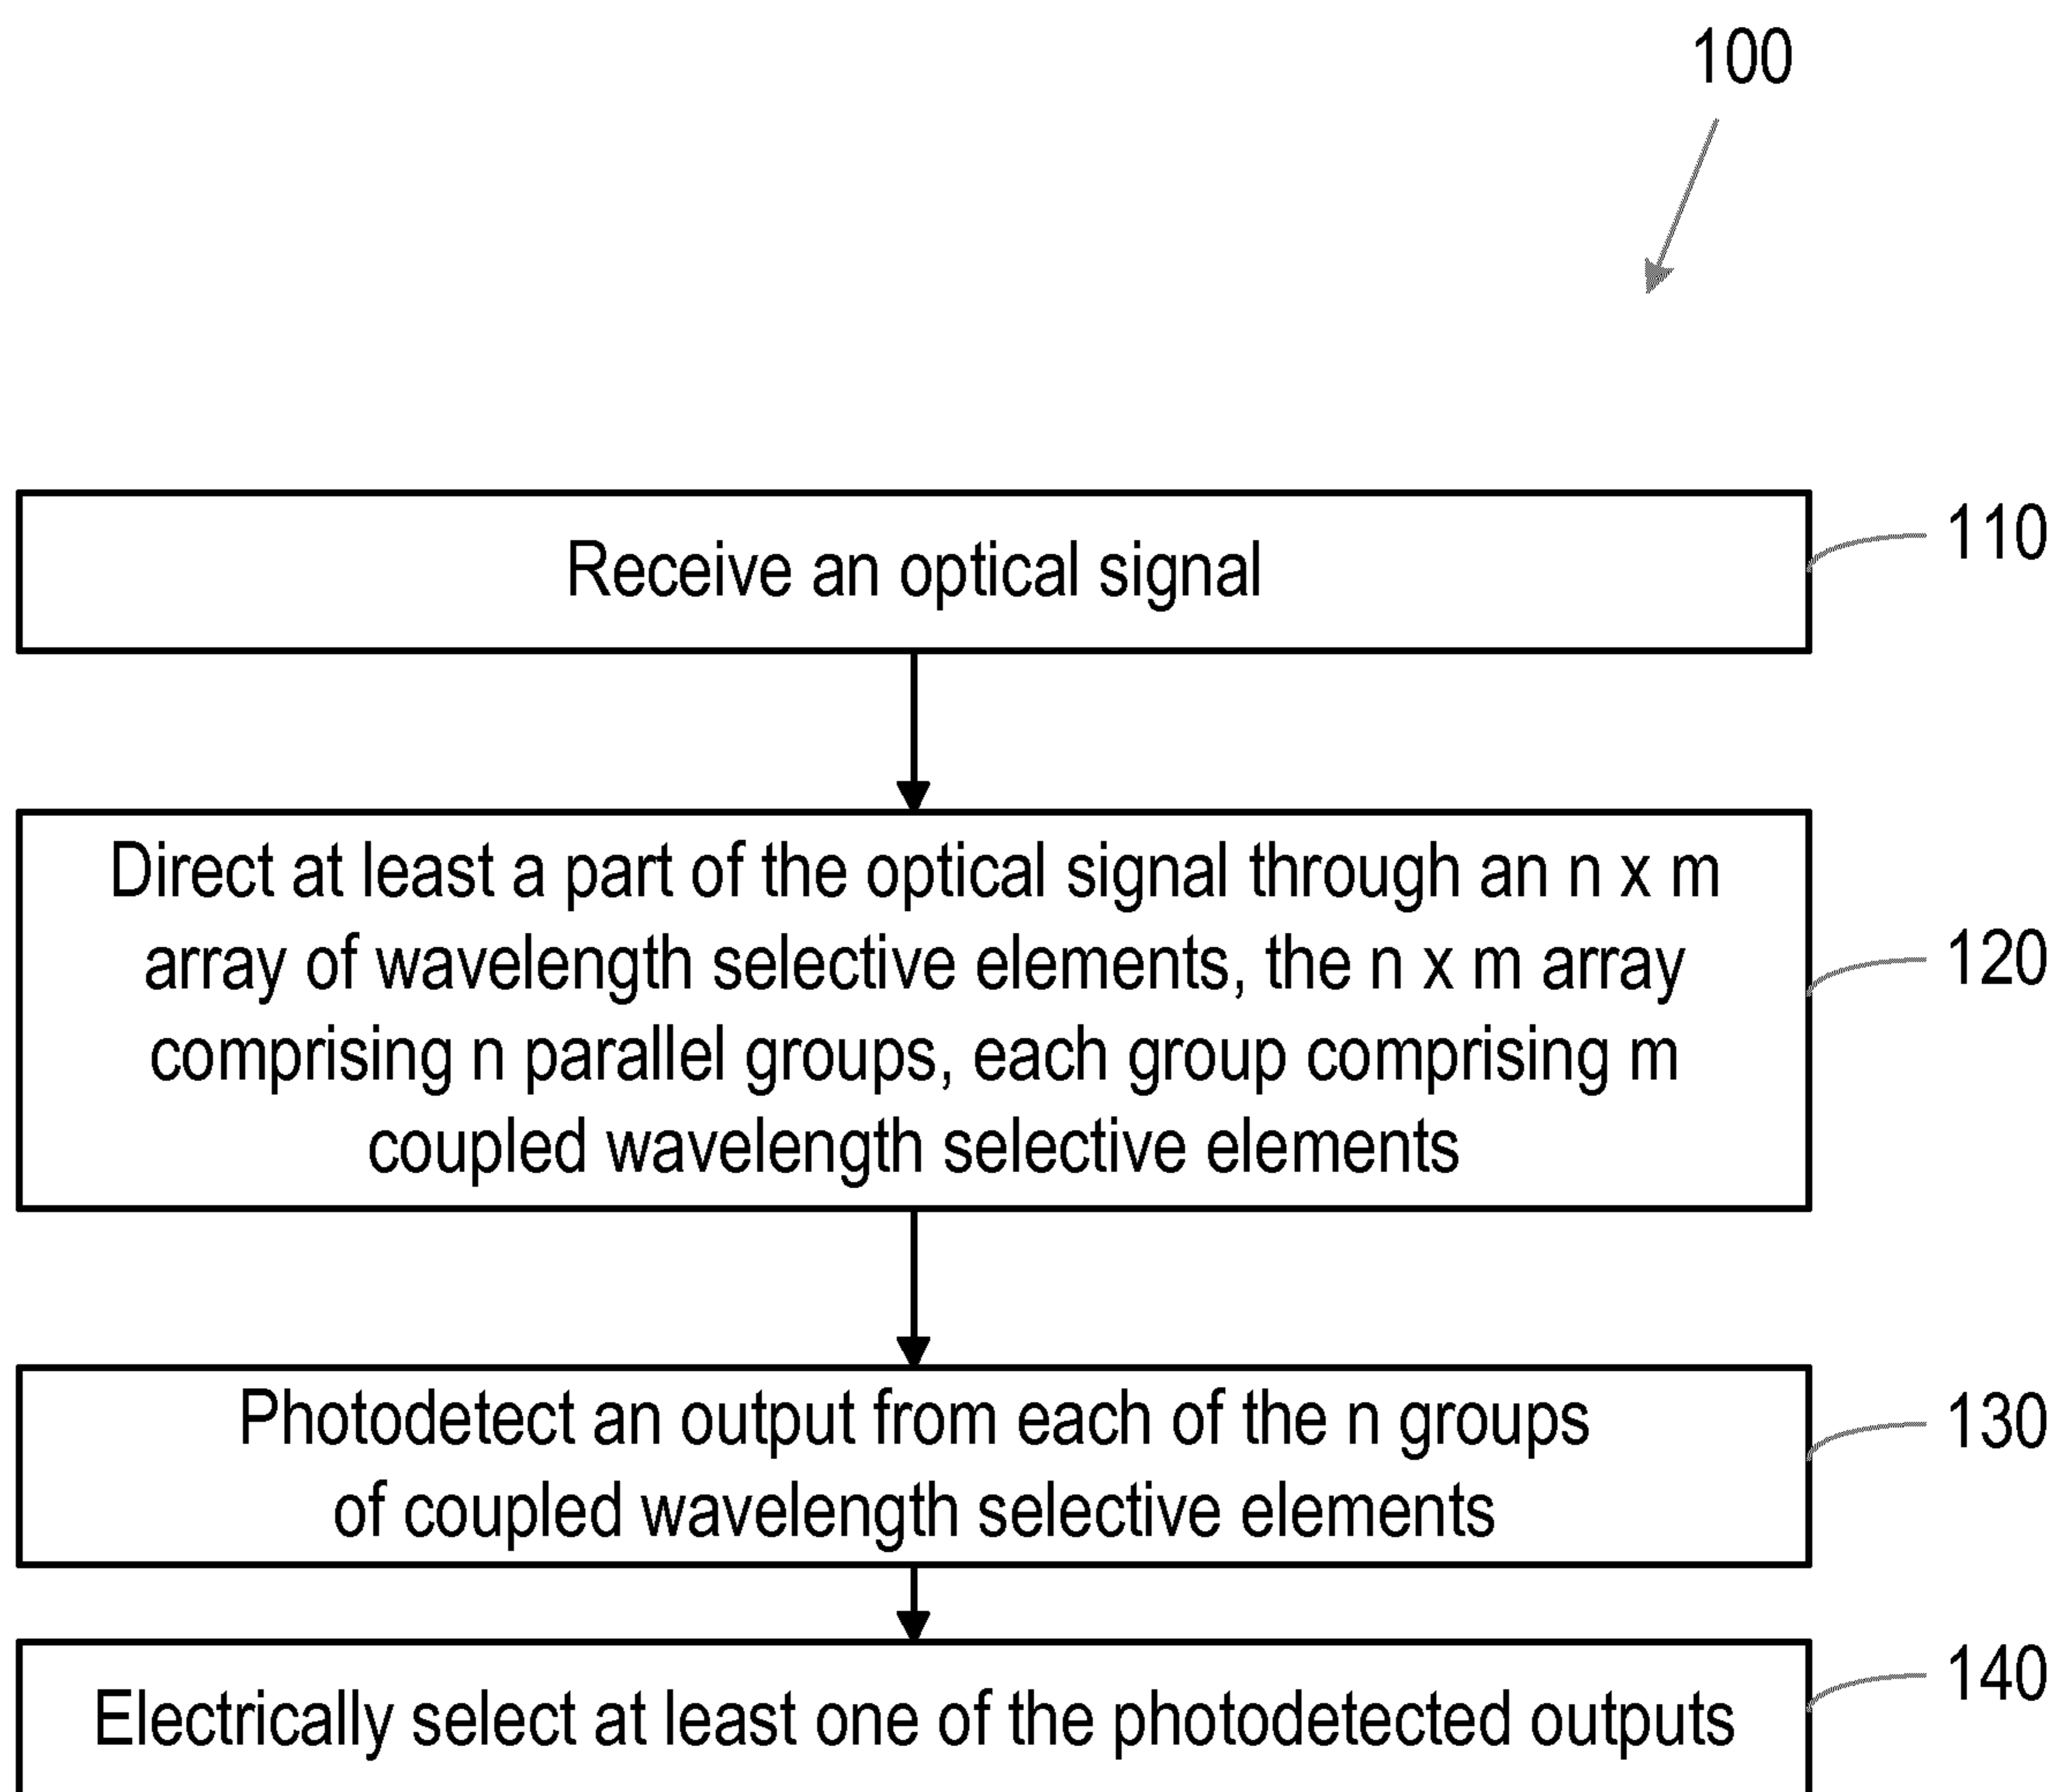 100
Receive an optical signal
110
Direct at least a part of the optical signal through an n x m
array of wavelength selective elements, the n x m array
comprising n parallel groups, each group comprising m
coupled wavelength selective elements
120
Photodetect an output from each of the n groups
of coupled wavelength selective elements
130
Electrically select at least one of the photodetected outputs
140